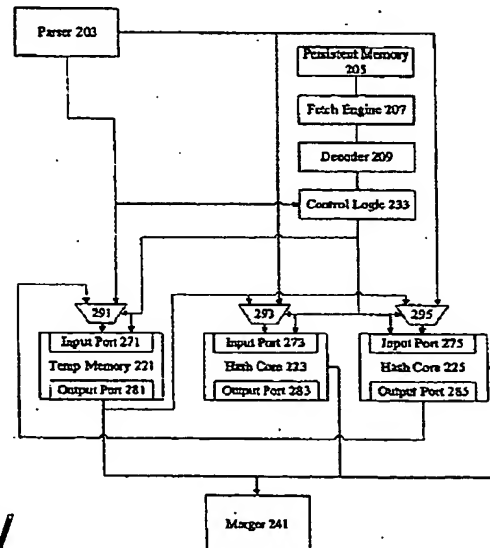 Parser 203
Persistent Memory
205
Fetch Engine 207
Decoder 209
Control Logic 233
291
293
295
Input Port 271
Temp Memory 221
Output Port 281
Input Port 273
Hash Core 223
Output Port 283
Input Port 275
Hash Core 225
Output Port 285
Merger 241